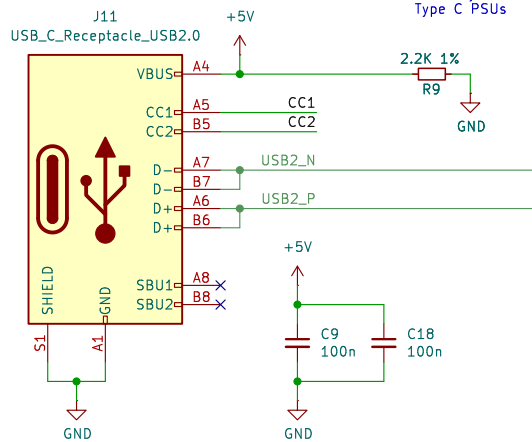 Type C PSUs
J11
USB_C_Receptacle_USB2.0
+5V
2.2K 1%
R9
GND
VBUS
A4
CC1
A5
CC1
CC2
B5
CC2
D-
A7
USB2_N
D-
B7
D+
A6
USB2_P
D+
B6
+5V
SBU1
A8
SBU2
B8
SHIELD
GND
S1
A1
C9
100n
C18
100n
GND
GND